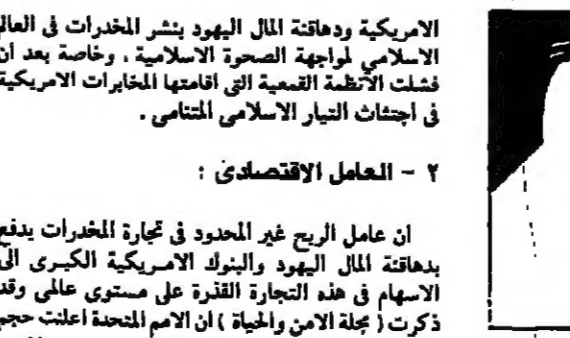 الامريكية ودهاقنة المال اليهود بنشر المخدرات فى العالم
الاسلامي لمواجهة الصحوة الاسلامية . وخاصة بعد ان
فشلت الأنظمة القمعية التى اقامتها المخابرات الامريكية
فى اجتثاث التيار الاسلامى المتنامى .
٢ - العامل الاقتصادى :
ان عامل الربح غير المحدود فى تجارة المخدرات يدفع
بدهاقنة المال اليهود والبنوك الامريكية الكبرى الى
الاسهام فى هذه التجارة القذرة على مستوى عالمى وقد
ذكرت ( مجلة الامن والحياة ) ان الامم المتحدة اعلنت حجم